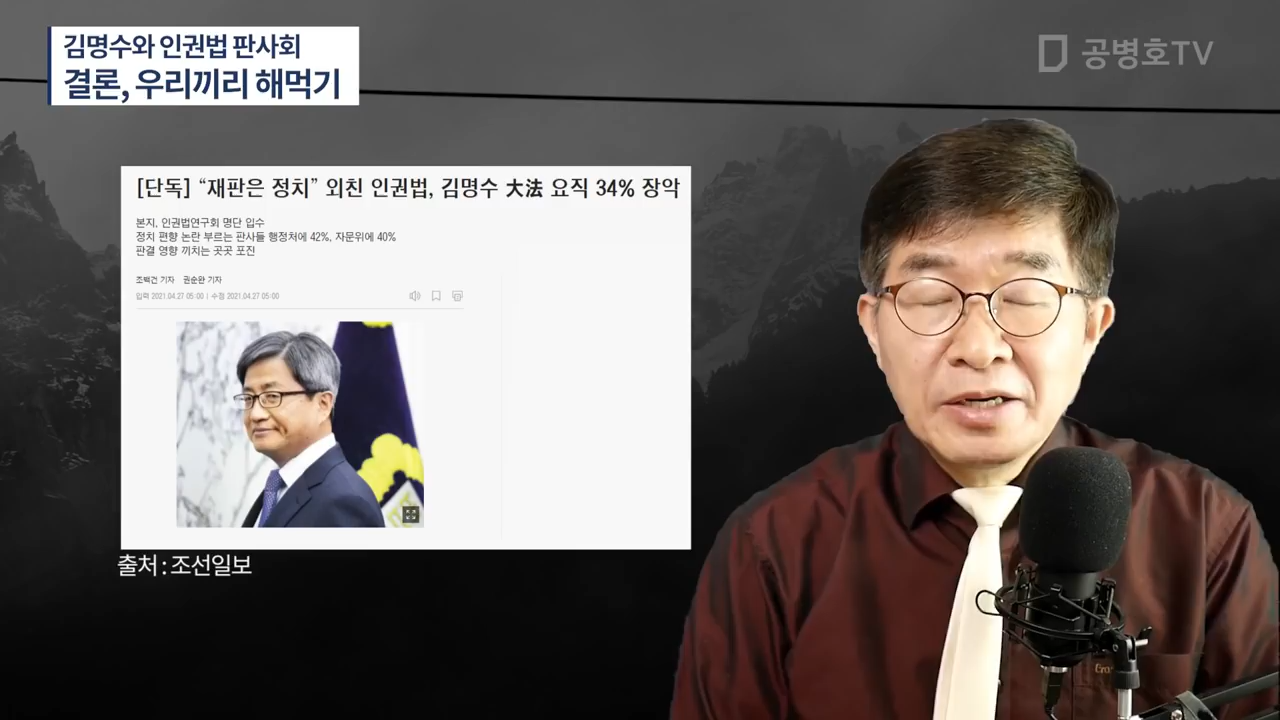 김명수와 인권법 판사회
결론, 우리끼리 해먹기
공병호TV
[단독] “재판은 정치” 외친 인권법, 김명수 大法 요직 34% 장악
본지, 인권법연구회 명단 입수
정치 편향 논란 부르는 판사들 행정처에 42%, 자문위에 40%
판결 영향 끼치는 곳곳 포진
조백건 기자 권순완 기자
입력 2021.04.27 05:00 | 수정 2021.04.27 05:00
출처 : 조선일보